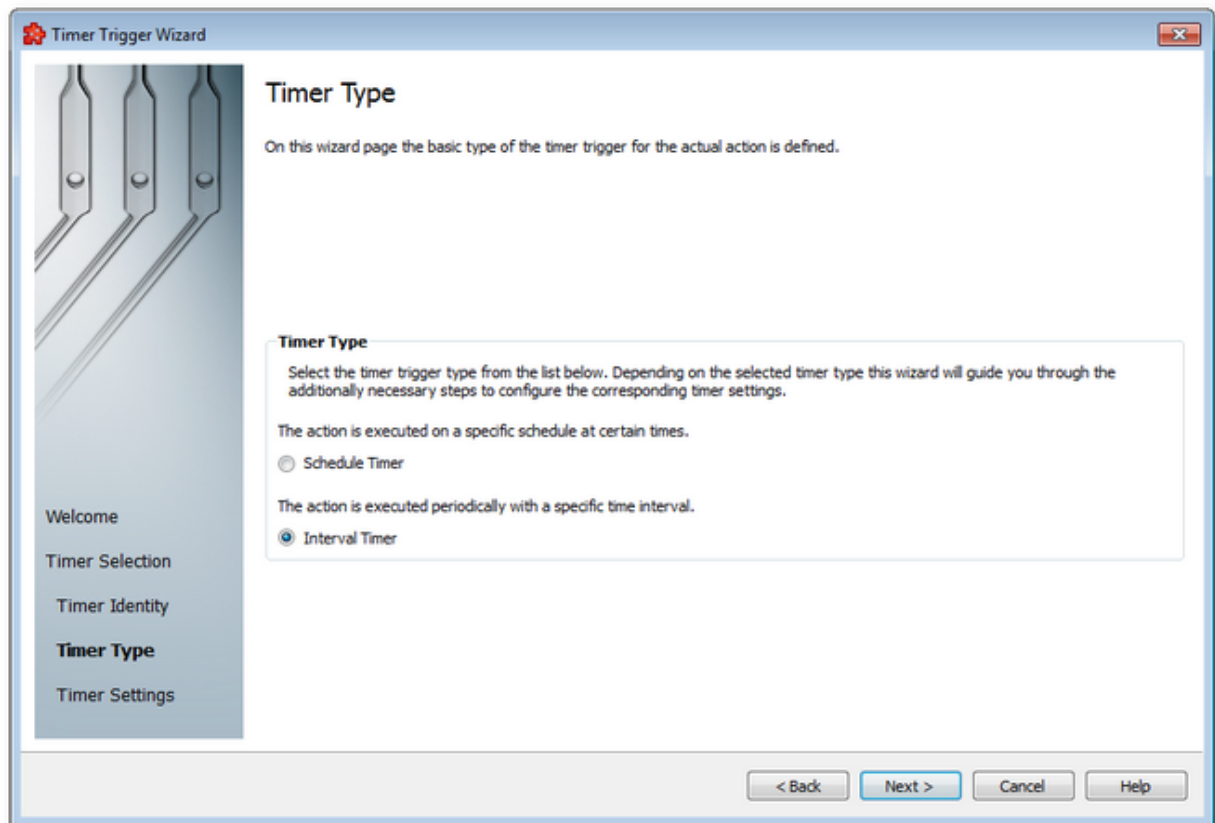 Timer Trigger Wizard
Timer Type
On this wizard page the basic type of the timer trigger for the actual action is defined.
Timer Type
Select the timer trigger type from the list below. Depending on the selected timer type this wizard will guide you through the
additionally necessary steps to configure the corresponding timer settings.
The action is executed on a specific schedule at certain times.
Schedule Timer
The action is executed periodically with a specific time interval.
Interval Timer
Welcome
Timer Selection
Timer Identity
Timer Type
Timer Settings
< Back
Next >
Cancel
Help